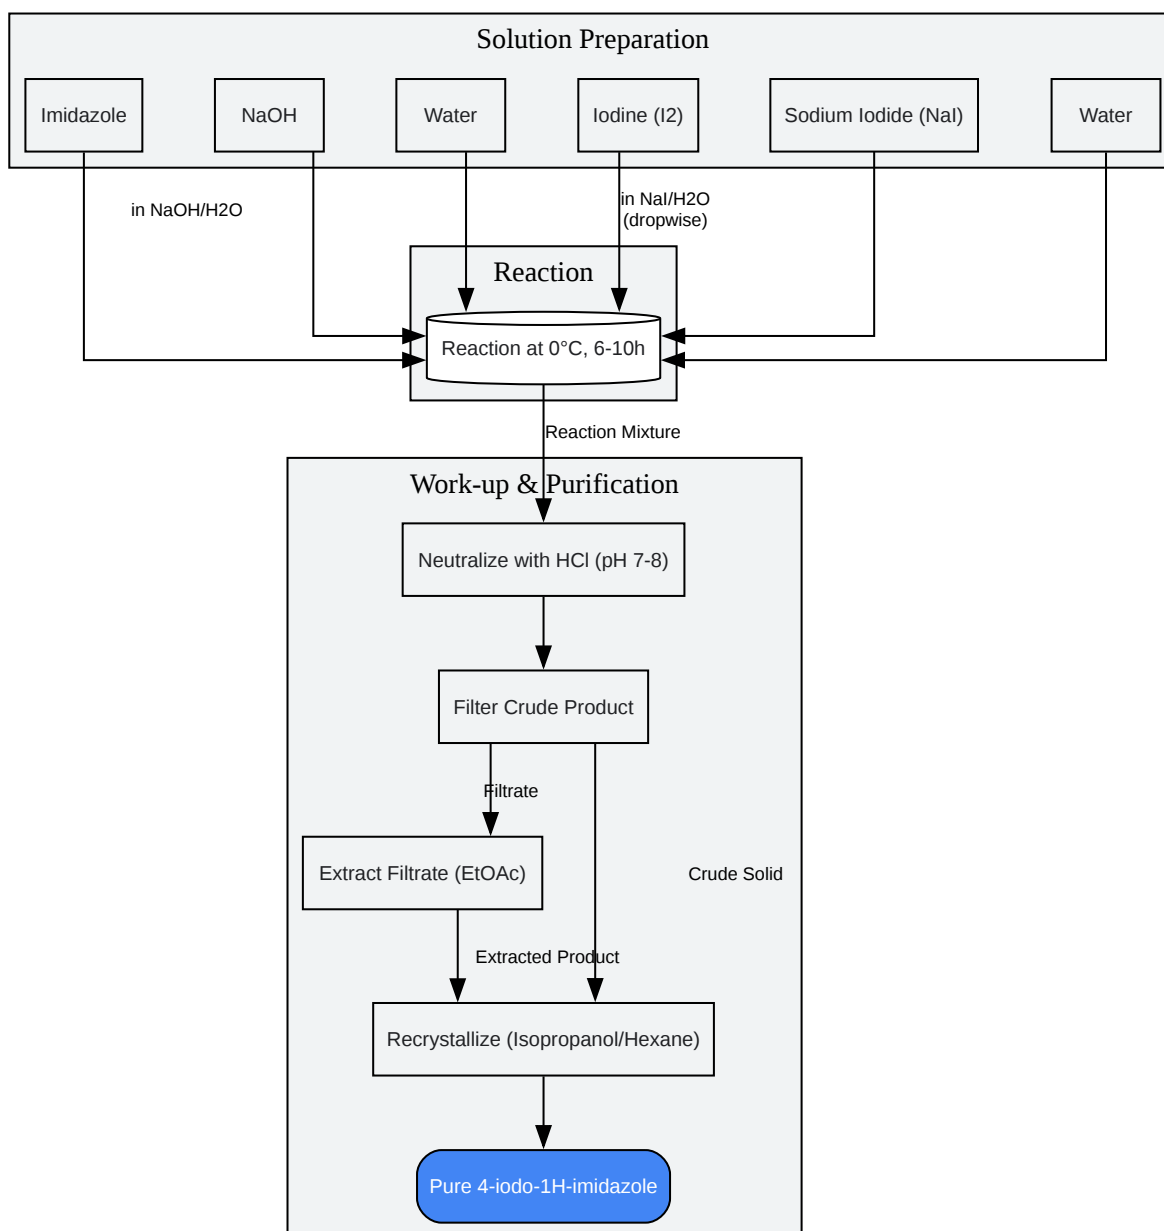 Solution Preparation
Imidazole
NaOH
Water
Iodine (I2)
Sodium Iodide (NaI)
Water
in NaOH/H2O
in NaI/H2O
(dropwise)
Reaction
Reaction at 0°C, 6-10h
Reaction Mixture
Work-up & Purification
Neutralize with HCl (pH 7-8)
Filter Crude Product
Filtrate
Extract Filtrate (EtOAc)
Crude Solid
Extracted Product
Recrystallize (Isopropanol/Hexane)
Pure 4-iodo-1H-imidazole